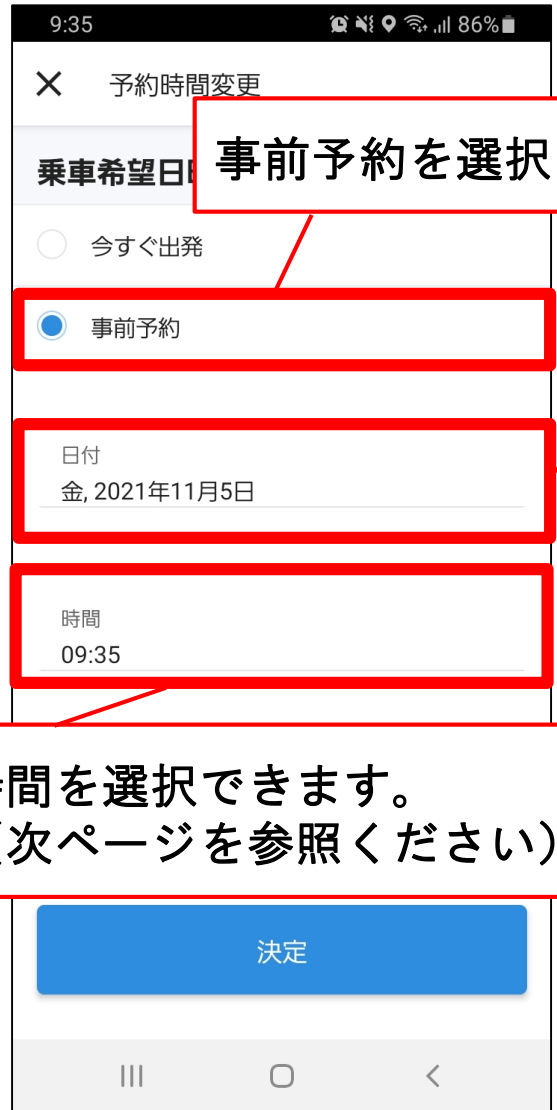 9:35 86%
予約時間変更
事前予約を選択
乗車希望日
今すぐ出発
事前予約
日付
金, 2021年11月5日
時間
09:35
間を選択できます。
(次ページを参照ください)
決定